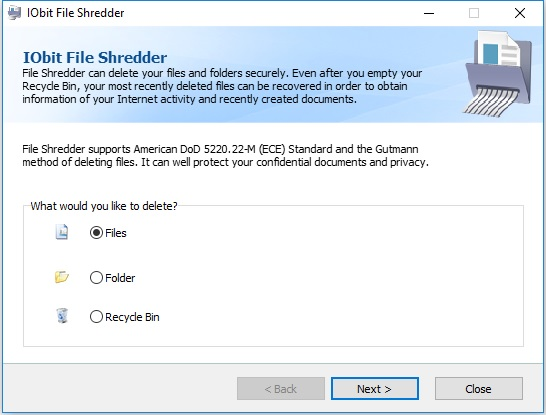 IObit File Shredder
IObit File Shredder
File Shredder can delete your files and folders securely. Even after you empty your
Recycle Bin, your most recently deleted files can be recovered in order to obtain
information of your Internet activity and recently created documents.
File Shredder supports American DoD 5220.22-M (ECE) Standard and the Gutmann
method of deleting files. It can well protect your confidential documents and privacy.
What would you like to delete?
Files
Folder
Recycle Bin
< Back Next > Close